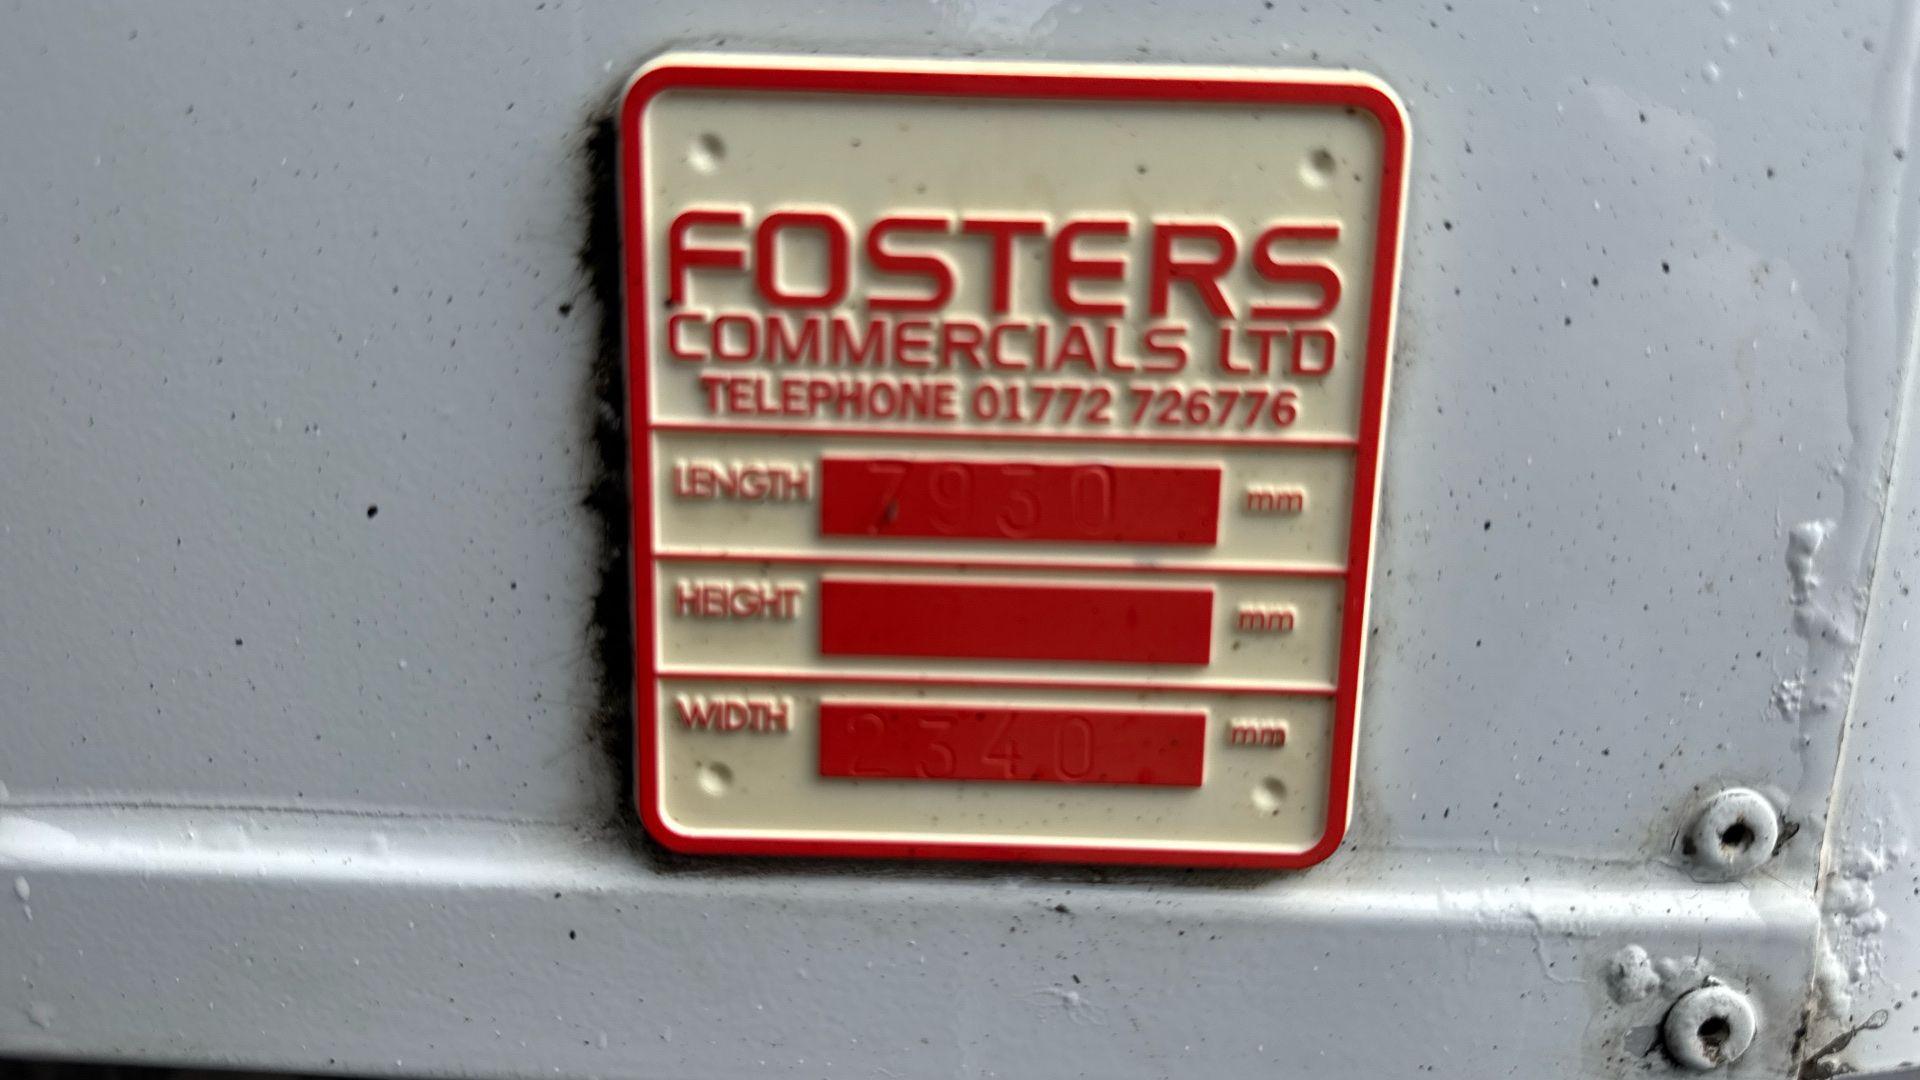 FOSTERS
COMMERCIALS LTD
TELEPHONE 01772 726776
LENGTH 7930 mm
HEIGHT mm
WIDTH 2340 mm